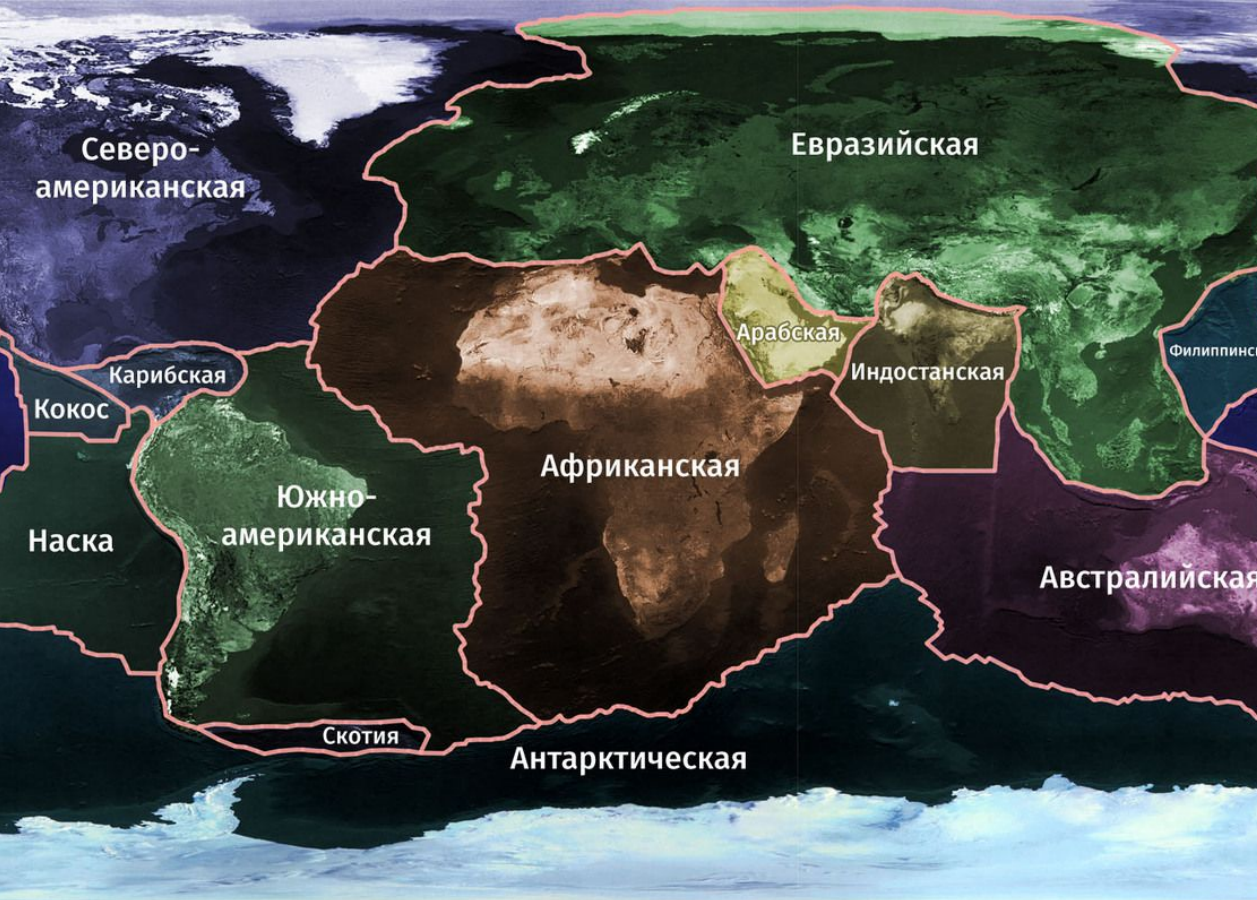 Северо-
американская
Евразийская
Арабская
Карибская
Индостанская
Филиппинск
Кокос
Африканская
Южно-
американская
Наска
Австралийская
Скотия
Антарктическая